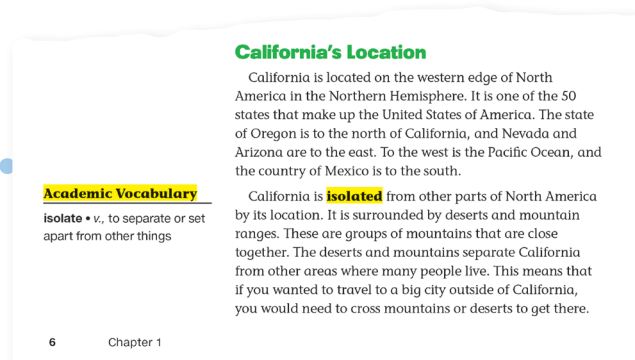 California's Location
California is located on the western edge of North
America in the Northern Hemisphere. It is one of the 50
states that make up the United States of America. The state
of Oregon is to the north of California, and Nevada and
Arizona are to the east. To the west is the Pacific Ocean, and
the country of Mexico is to the south.
Academic Vocabulary
isolate • v., to separate or set
apart from other things
California is isolated from other parts of North America
by its location. It is surrounded by deserts and mountain
ranges. These are groups of mountains that are close
together. The deserts and mountains separate California
from other areas where many people live. This means that
if you wanted to travel to a big city outside of California,
you would need to cross mountains or deserts to get there.
6 Chapter 1